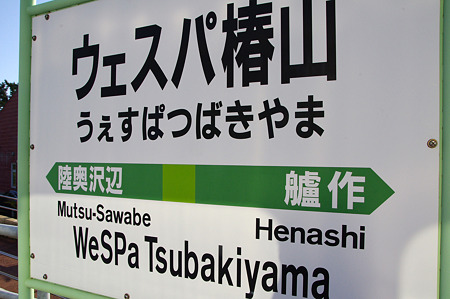 ウェスパ椿山
うぇすぱつばきやま
陸奥沢辺 艫作
Mutsu-Sawabe Henashi
WeSPa Tsubakiyama